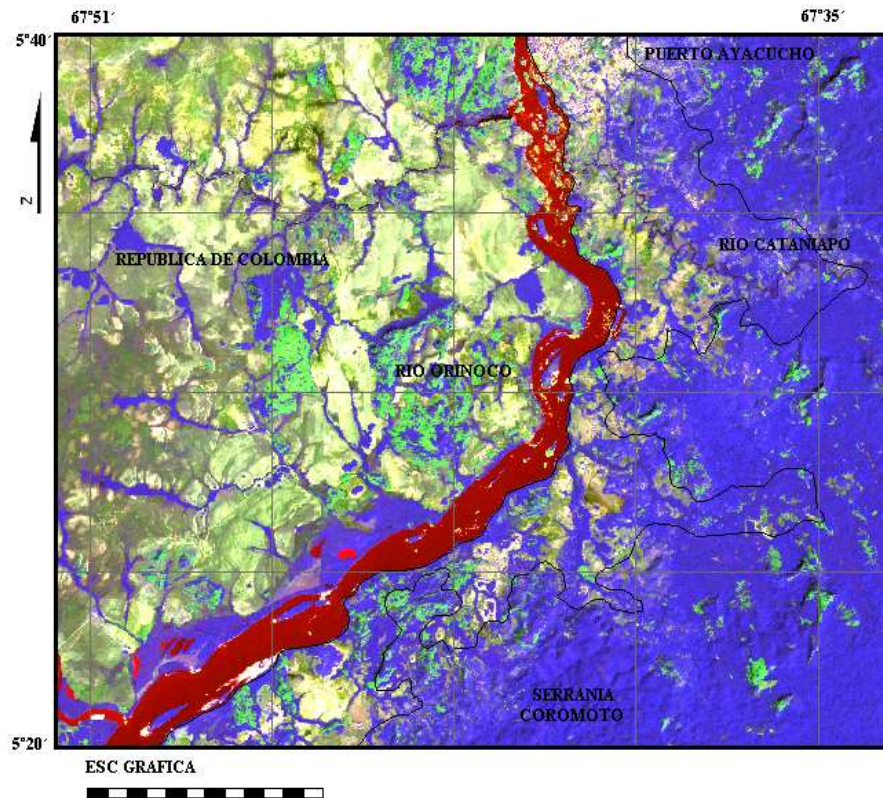 67°51´ 67°35´
5°40´
PUERTO AYACUCHO
Z
RÍO CATANIAPO
REPUBLICA DE COLOMBIA
RIO ORINOCO
SERRANIA
COROMOTO
5°20´
ESC GRAFICA